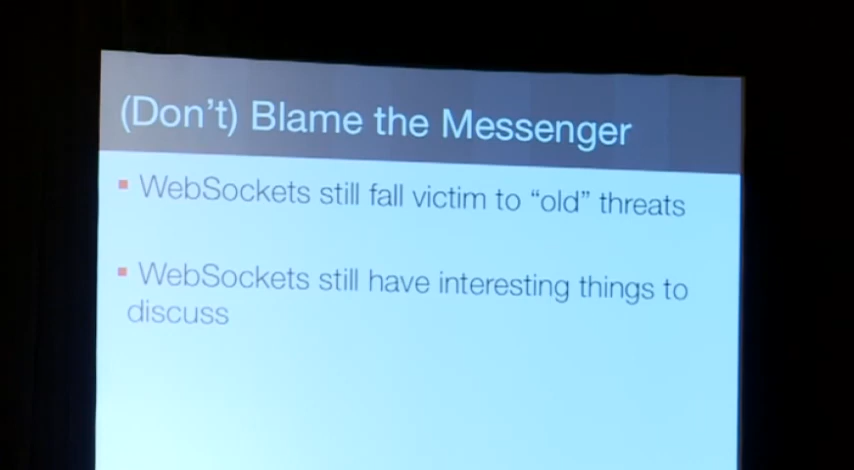 (Don't) Blame the Messenger
▪ WebSockets still fall victim to “old” threats
▪ WebSockets still have interesting things to
discuss